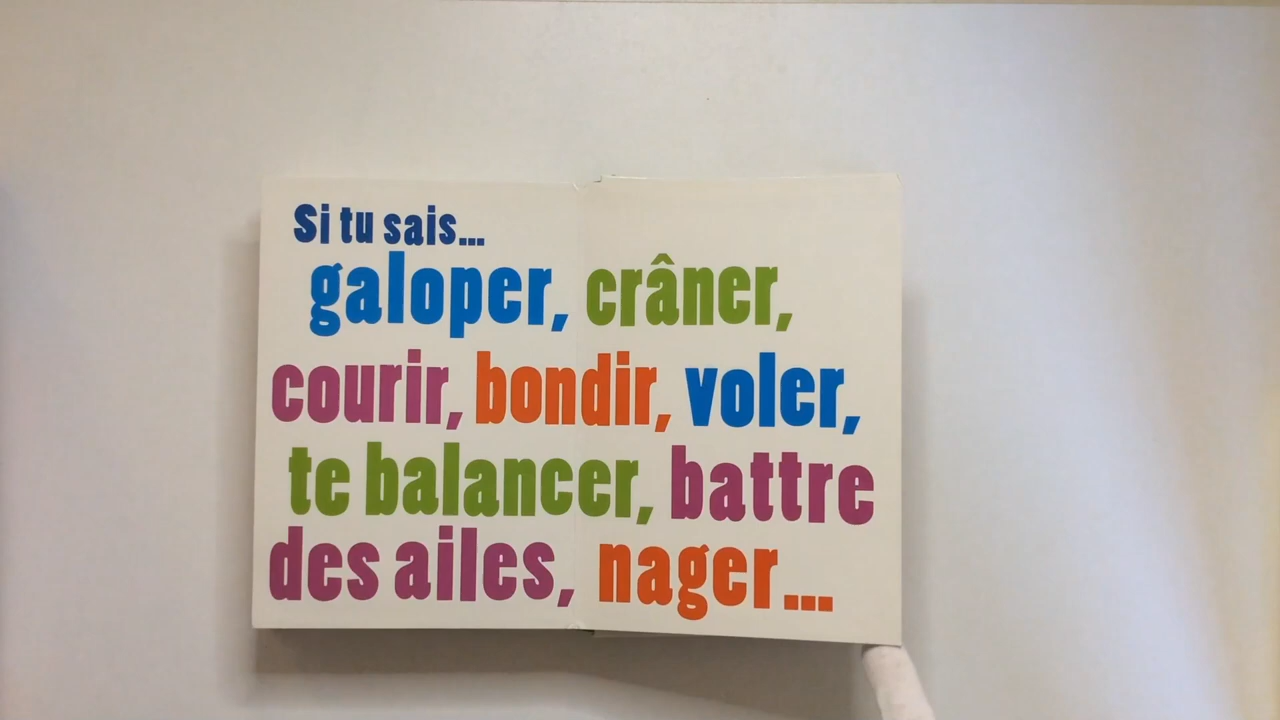 Si tu sais...
galoper, crâner,
courir, bondir, voler,
te balancer, battre
des ailes, nager...